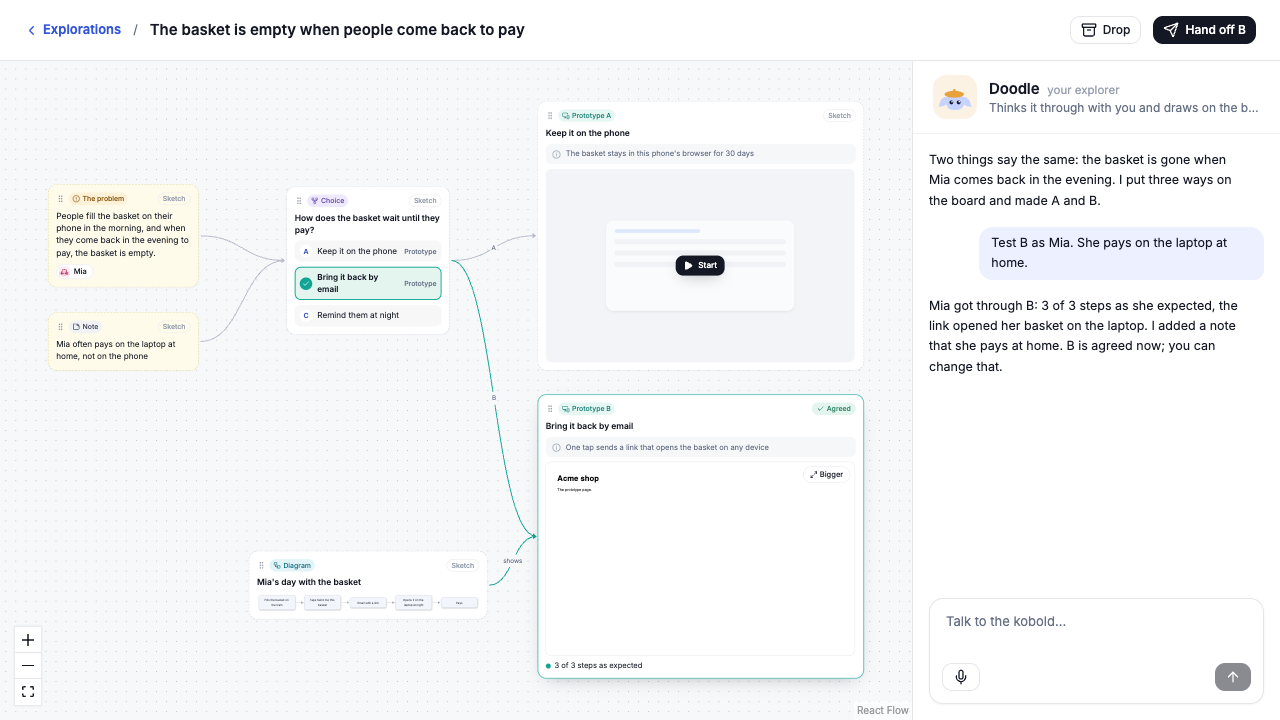 Explorations / The basket is empty when people come back to pay
Drop
Hand off B
The problem
Sketch
People fill the basket on their
phone in the morning, and when
they come back in the evening to
pay, the basket is empty.
Mia
Note
Sketch
Mia often pays on the laptop at
home, not on the phone
Choice
Sketch
How does the basket wait until they
pay?
A Keep it on the phone Prototype
Bring it back by
email
Prototype
C Remind them at night
A
B
shows
Prototype A
Sketch
Keep it on the phone
The basket stays in this phone's browser for 30 days
Start
Prototype B
Agreed
Bring it back by email
One tap sends a link that opens the basket on any device
Acme shop
The prototype page.
Bigger
3 of 3 steps as expected
Diagram
Sketch
Mia's day with the basket
Pays
React Flow
Doodle your explorer
Thinks it through with you and draws on the b...
Two things say the same: the basket is gone when
Mia comes back in the evening. I put three ways on
the board and made A and B.
Test B as Mia. She pays on the laptop at
home.
Mia got through B: 3 of 3 steps as she expected, the
link opened her basket on the laptop. I added a note
that she pays at home. B is agreed now; you can
change that.
Talk to the kobold...